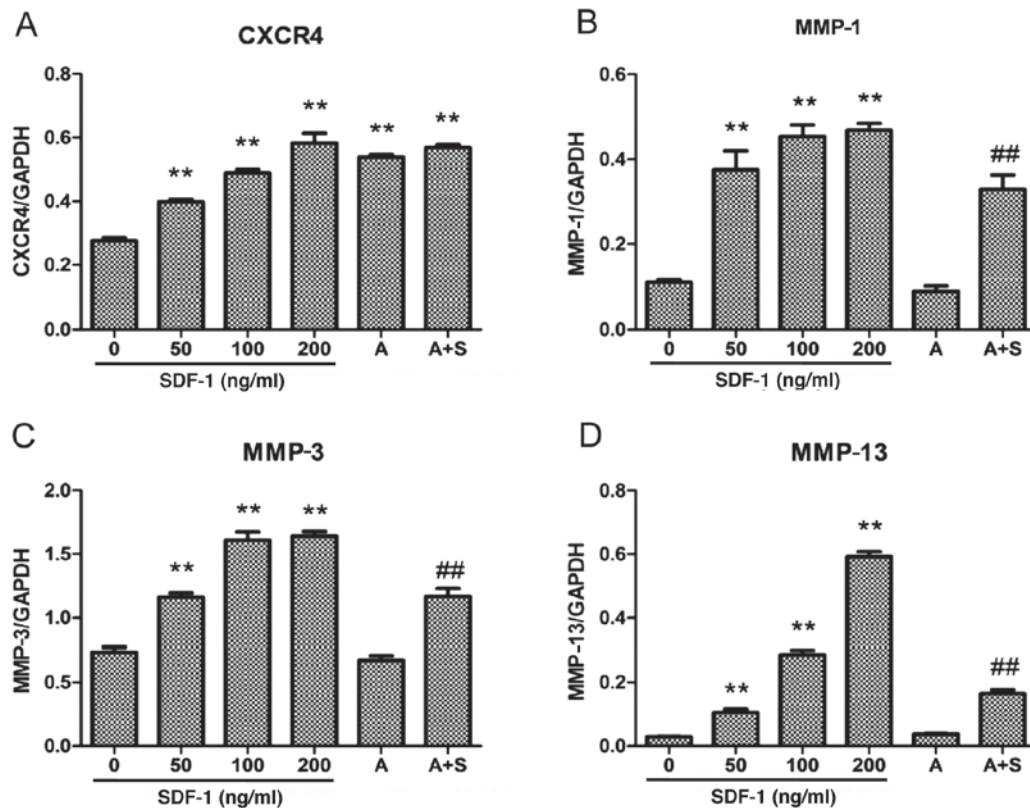 A
CXCR4
CXCR4/GAPDH
0.8
0.6
0.4
0.2
0.0
** ** ** ** **
0 50 100 200 A A+S
SDF-1 (ng/ml)
B
MMP-1
MMP-1/GAPDH
0.6
0.4
0.2
0.0
** ** ** ##
0 50 100 200 A A+S
SDF-1 (ng/ml)
C
MMP-3
MMP-3/GAPDH
2.0
1.5
1.0
0.5
0.0
** ** ** ##
0 50 100 200 A A+S
SDF-1 (ng/ml)
D
MMP-13
MMP-13/GAPDH
0.8
0.6
0.4
0.2
0.0
** ** ** ##
0 50 100 200 A A+S
SDF-1 (ng/ml)